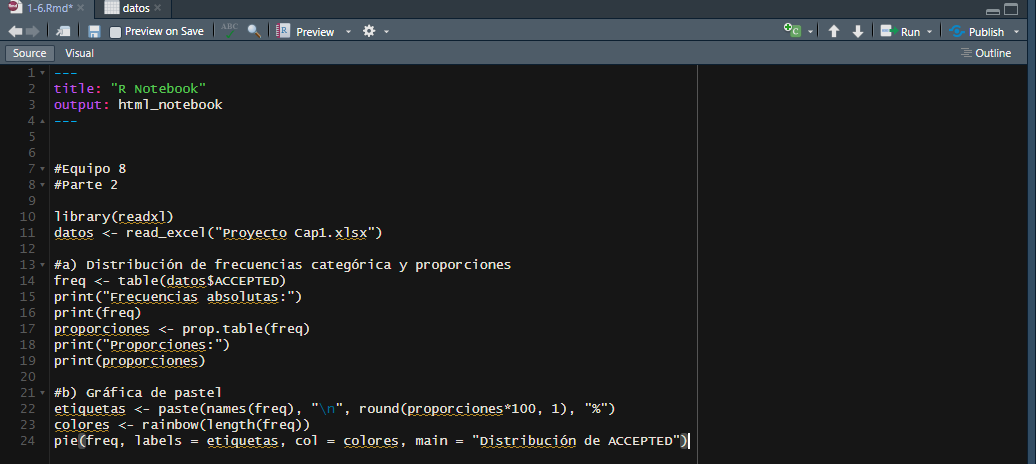 1-6.Rmd* × datos ×
Preview on Save ABC Preview Run Publish
Source Visual Outline
1 ---
2 title: "R Notebook"
3 output: html_notebook
4 ---
5
6
7 #Equipo 8
8 #Parte 2
9
10 library(readxl)
11 datos <- read_excel("Proyecto Cap1.xlsx")
12
13 #a) Distribución de frecuencias categórica y proporciones
14 freq <- table(datos$ACCEPTED)
15 print("Frecuencias absolutas:")
16 print(freq)
17 proporciones <- prop.table(freq)
18 print("Proporciones:")
19 print(proporciones)
20
21 #b) Gráfica de pastel
22 etiquetas <- paste(names(freq), "\n", round(proporciones*100, 1), "%")
23 colores <- rainbow(length(freq))
24 pie(freq, labels = etiquetas, col = colores, main = "Distribución de ACCEPTED")